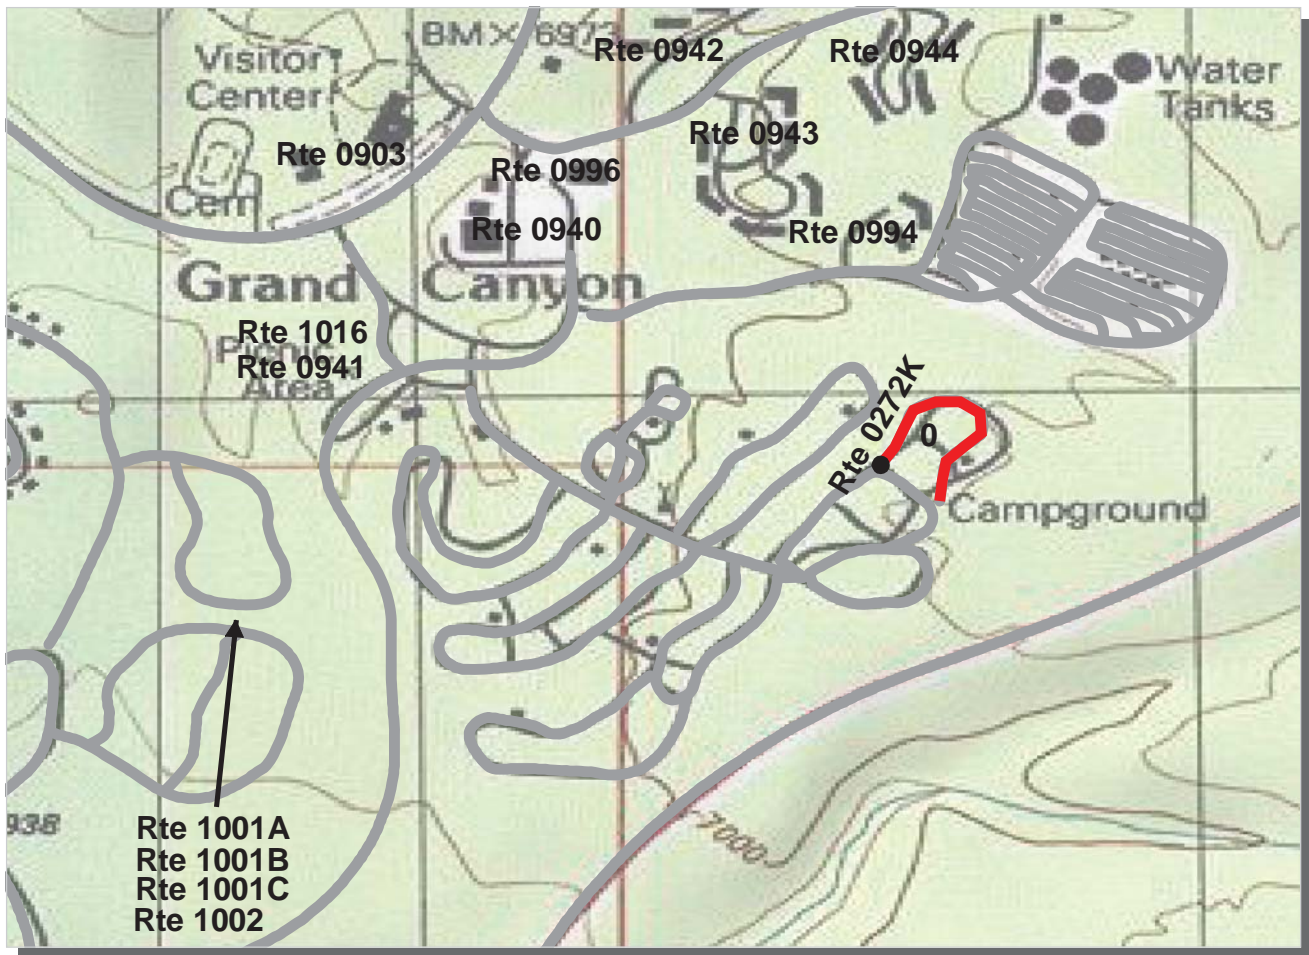 BM X 6973
Rte 0942
Rte 0944
Visitor
Center
Water
Tanks
Rte 0943
Rte 0903
Rte 0996
Cem
Rte 0940
Rte 0994
Grand Canyon
Rte 1016
Picnic
Area
Rte 0941
Rte 0272K
0
Campground
7000
938
Rte 1001A
Rte 1001B
Rte 1001C
Rte 1002